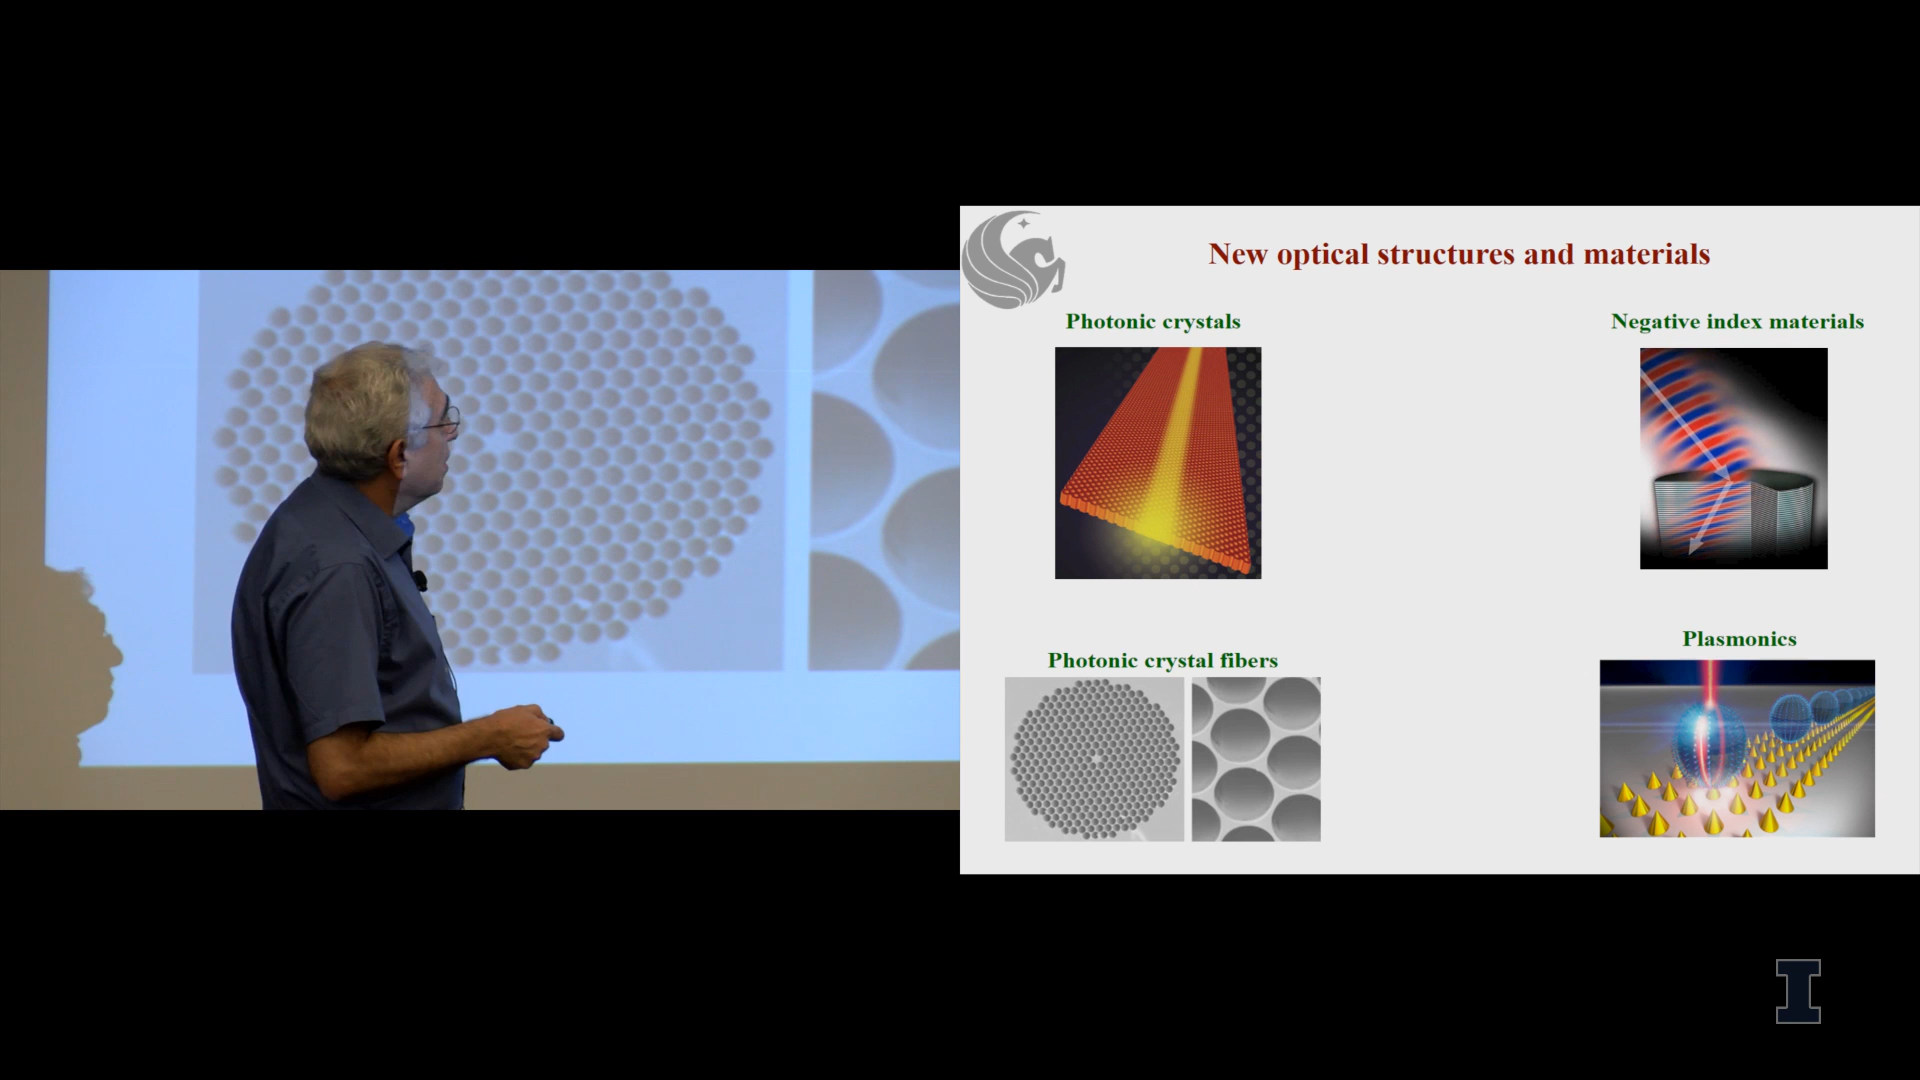 New optical structures and materials
Photonic crystals
Negative index materials
Photonic crystal fibers
Plasmonics
I